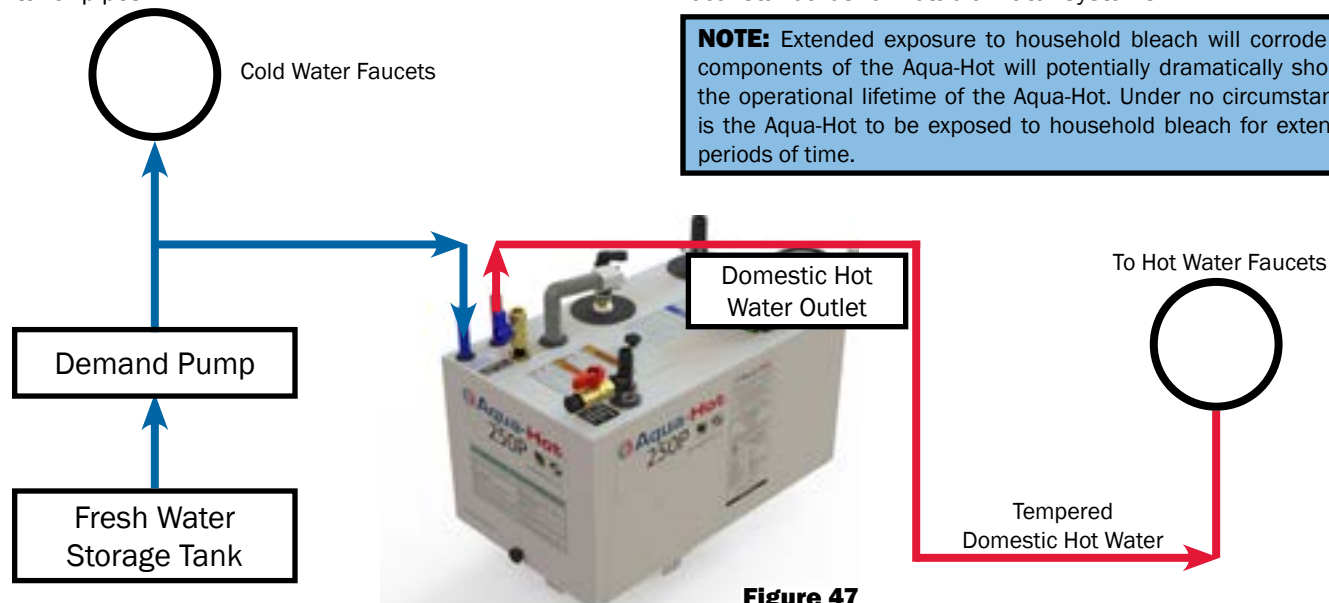 NOTE: Extended exposure to household bleach will corrode
components of the Aqua-Hot will potentially dramatically sho
the operational lifetime of the Aqua-Hot. Under no circumstan
is the Aqua-Hot to be exposed to household bleach for exten
periods of time.
Cold Water Faucets
Demand Pump
Fresh Water
Storage Tank
Domestic Hot
Water Outlet
Aqua-Hot
250P
Aqua-Hot
250P
To Hot Water Faucets
Tempered
Domestic Hot Water
Figure 47